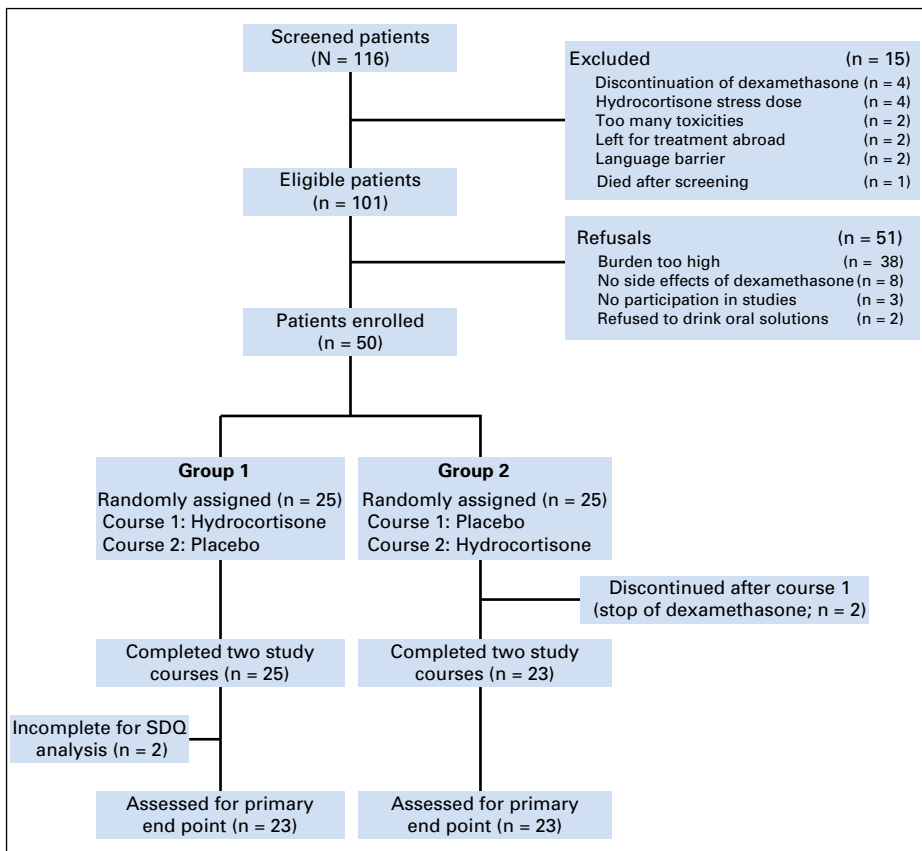 Screened patients
(N = 116)
Excluded (n = 15)
Discontinuation of dexamethasone (n = 4)
Hydrocortisone stress dose (n = 4)
Too many toxicities (n = 2)
Left for treatment abroad (n = 2)
Language barrier (n = 2)
Died after screening (n = 1)
Eligible patients
(n = 101)
Refusals (n = 51)
Burden too high (n = 38)
No side effects of dexamethasone (n = 8)
No participation in studies (n = 3)
Refused to drink oral solutions (n = 2)
Patients enrolled
(n = 50)
Group 1
Randomly assigned (n = 25)
Course 1: Hydrocortisone
Course 2: Placebo
Group 2
Randomly assigned (n = 25)
Course 1: Placebo
Course 2: Hydrocortisone
Discontinued after course 1
(stop of dexamethasone; n = 2)
Completed two study
courses (n = 25)
Completed two study
courses (n = 23)
Incomplete for SDQ
analysis (n = 2)
Assessed for primary
end point (n = 23)
Assessed for primary
end point (n = 23)